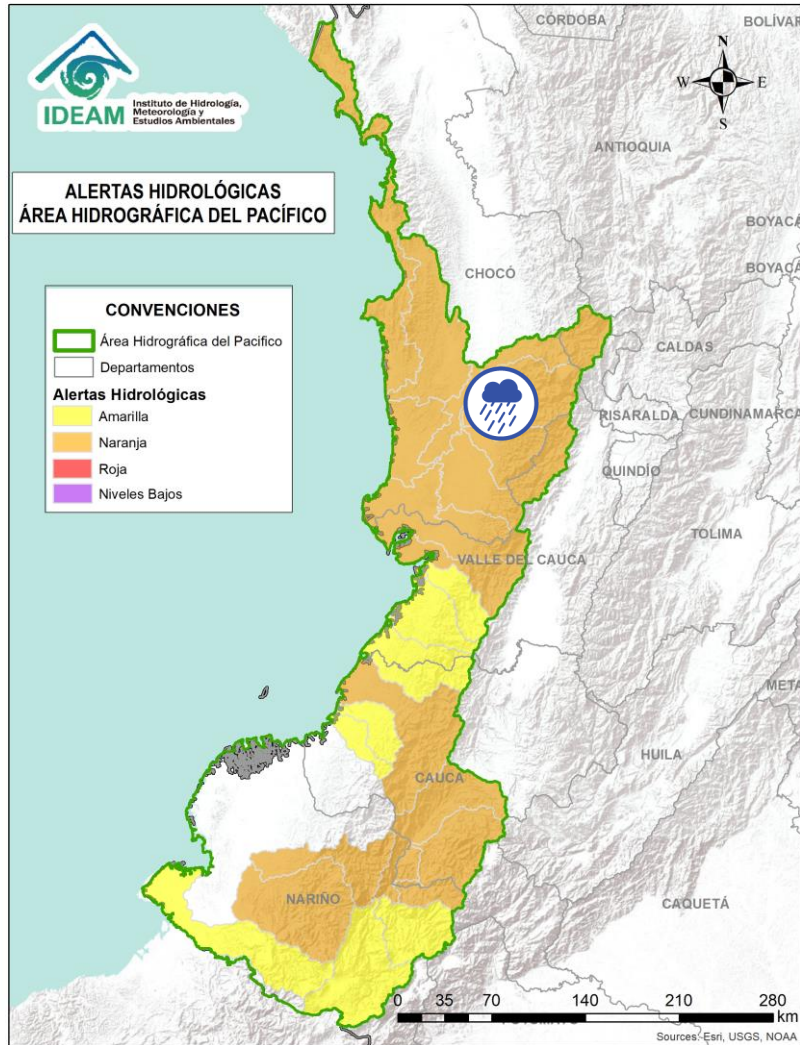 IDEAM
Instituto de Hidrología,
Meteorología y
Estudios Ambientales
ALERTAS HIDROLÓGICAS
ÁREA HIDROGRÁFICA DEL PACÍFICO
CONVENCIONES
Área Hidrográfica del Pacifico
Departamentos
Alertas Hidrológicas
Amarilla
Naranja
Roja
Niveles Bajos
N
W E
S
CÓRDOBA
BOLÍVAR
ANTIOQUIA
BOYACÁ
BOYACÁ
CHOCÓ
CALDAS
RISARALDA
CUNDINAMARCA
QUINDÍO
TOLIMA
VALLE DEL CAUCA
META
HUILA
CAUCA
NARIÑO
CAQUETÁ
0 35 70 140 210 280
km
Sources: Esri, USGS, NOAA